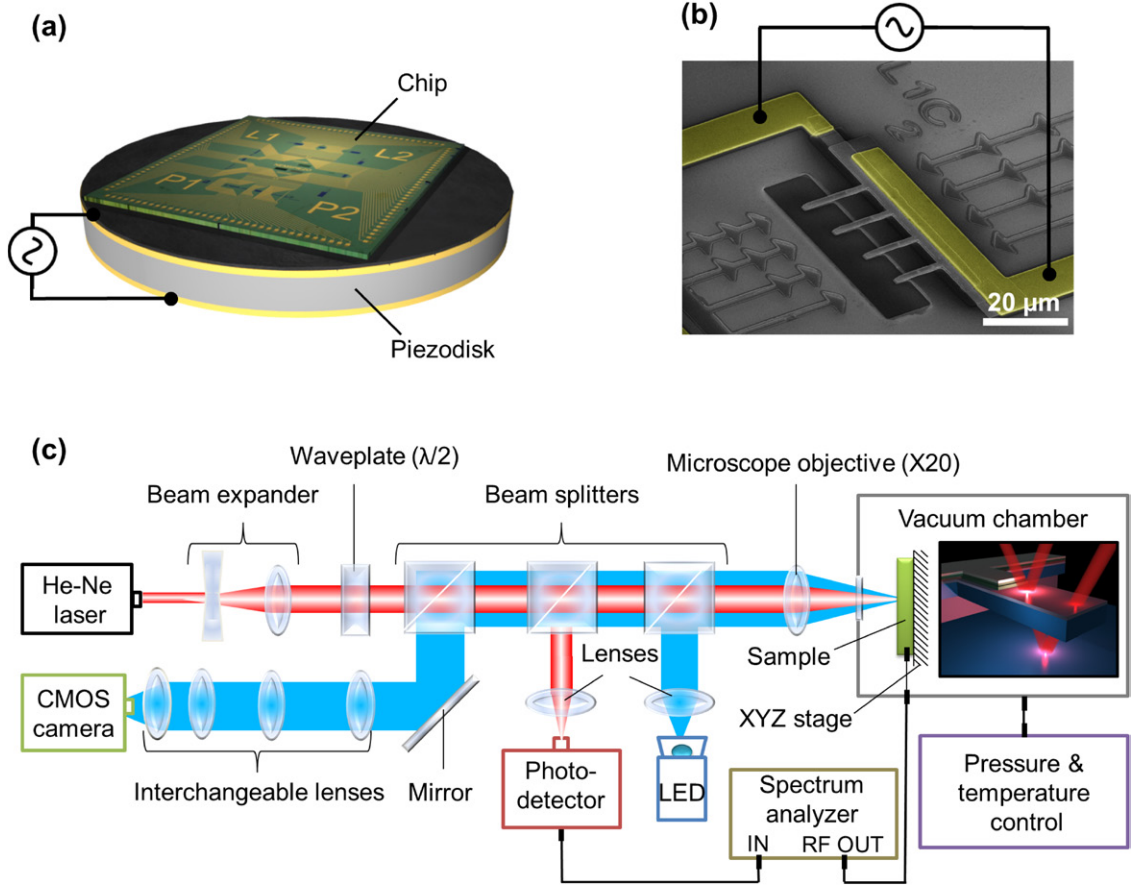 (a)
Chip
L1
L2
P1
P2
Piezodisk
(b)
L1C
2
20 µm
(c)
Waveplate (λ/2)
Beam expander
Beam splitters
Microscope objective (X20)
Vacuum chamber
He-Ne
laser
Lenses
Sample
XYZ stage
CMOS
camera
Interchangeable lenses
Mirror
Photo-
detector
LED
Spectrum
analyzer
IN
RF OUT
Pressure &
temperature
control